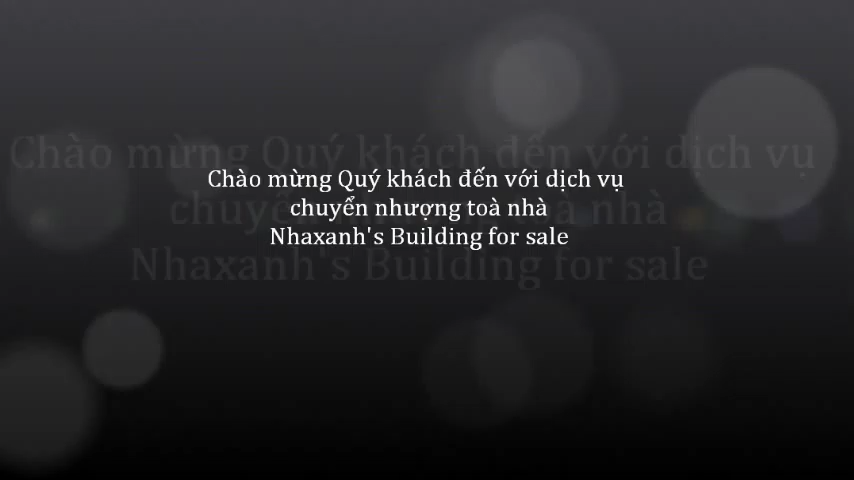 Chào mừng Quý khách đến với dịch vụ
chuyển nhượng toà nhà
Nhaxanh's Building for sale